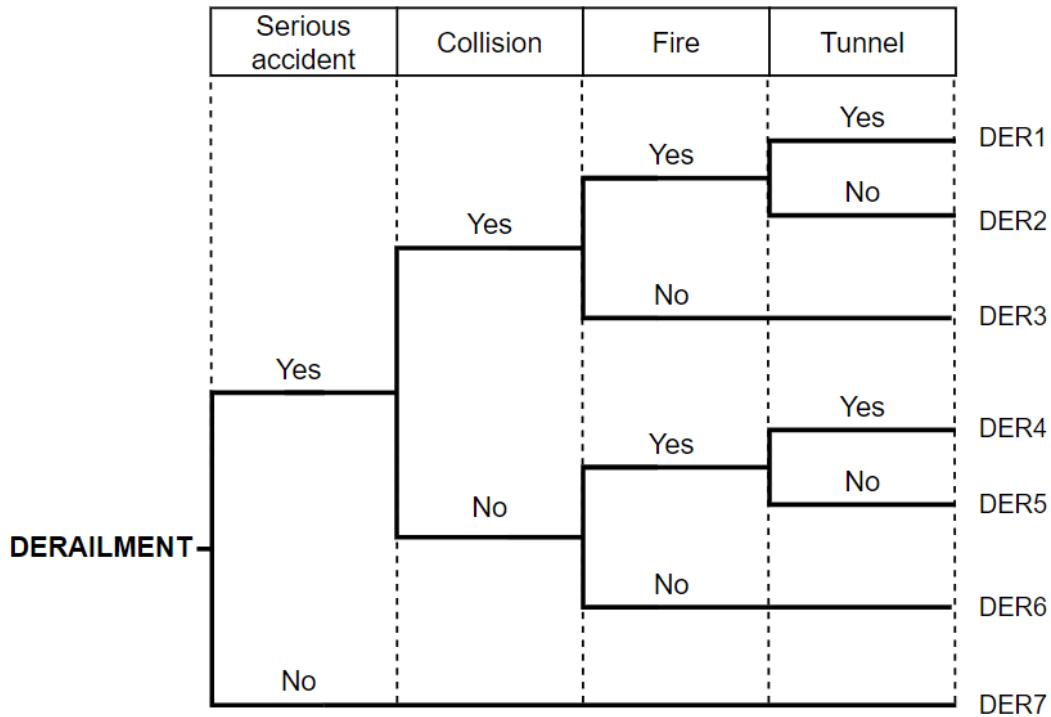 Serious
accident
Collision
Fire
Tunnel
Yes
DER1
Yes
No
DER2
Yes
No
DER3
Yes
Yes
DER4
Yes
No
DER5
No
DERAILMENT
No
DER6
No
DER7